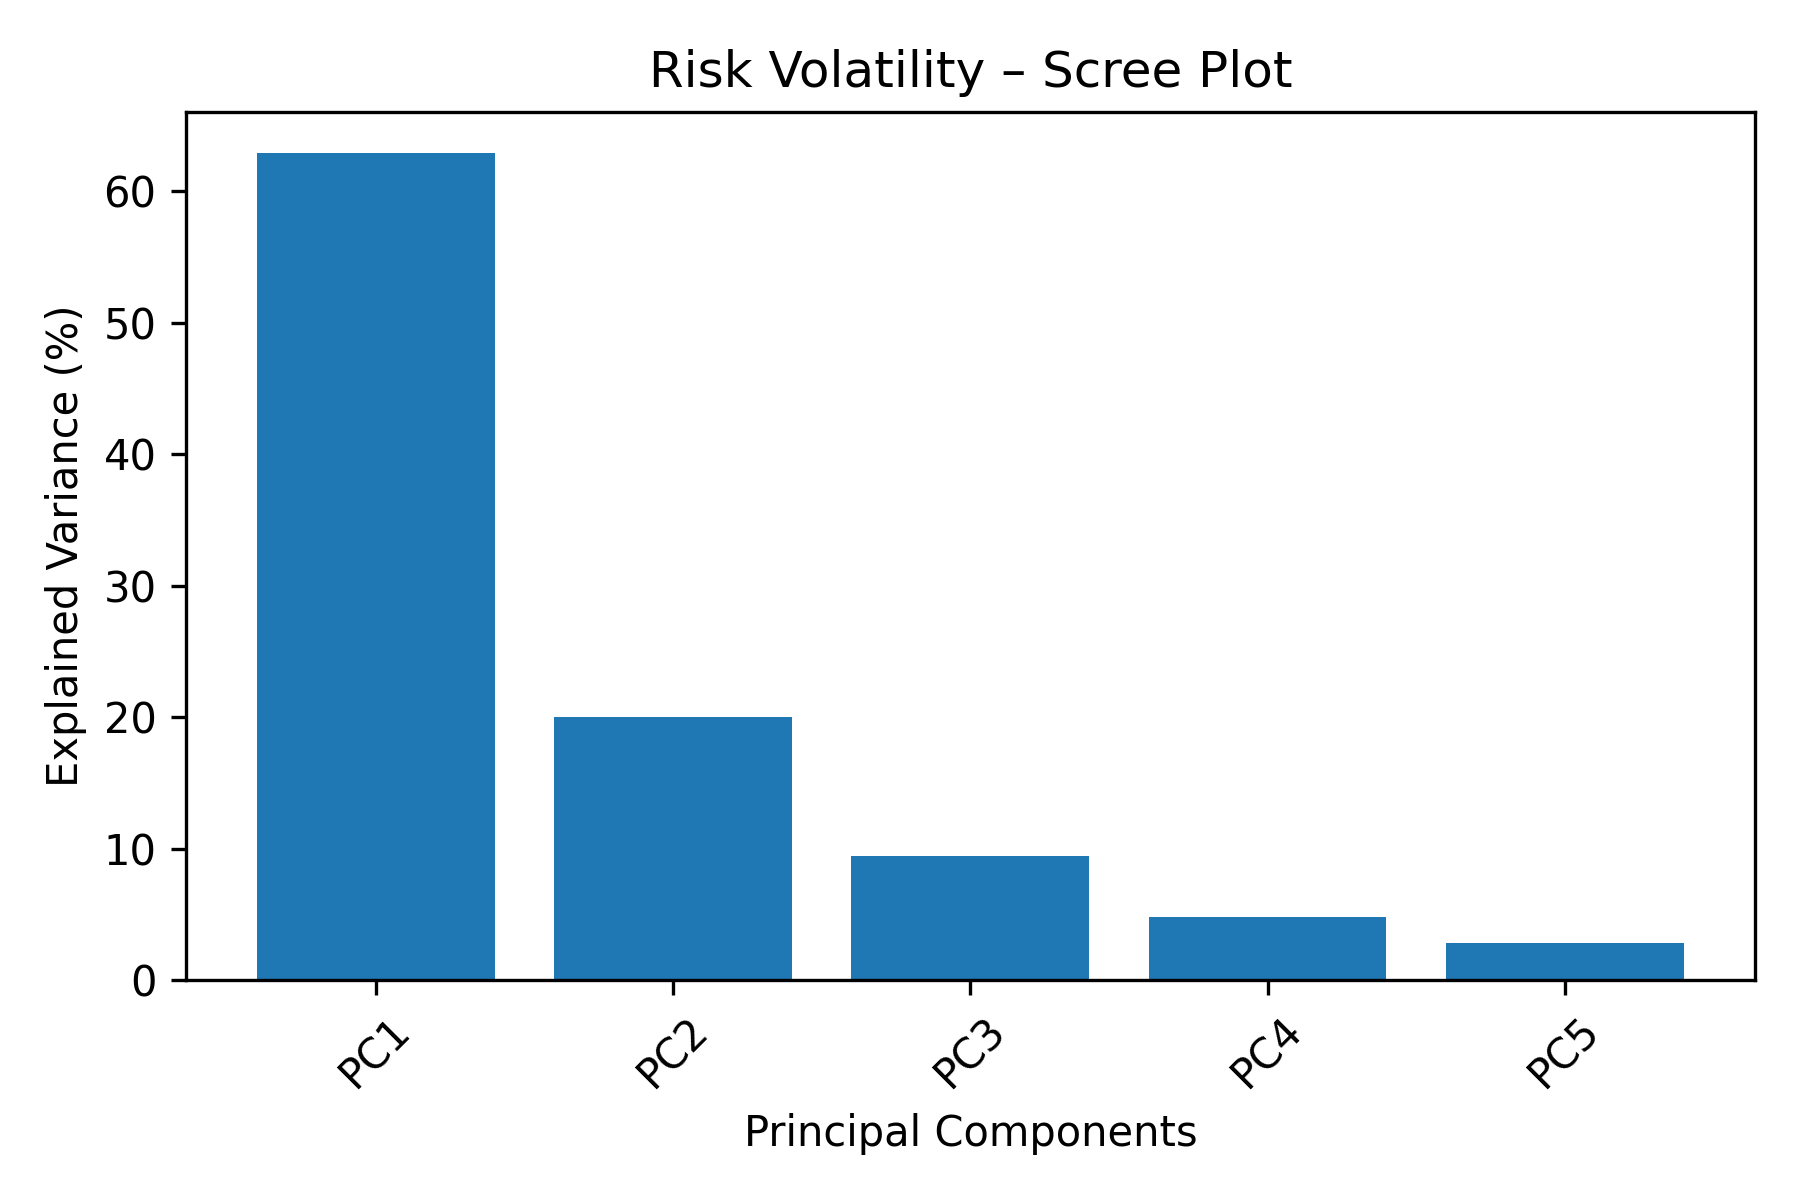 Risk Volatility – Scree Plot
Explained Variance (%)
60
50
40
30
20
10
0
PC1
PC2
PC3
PC4
PC5
Principal Components